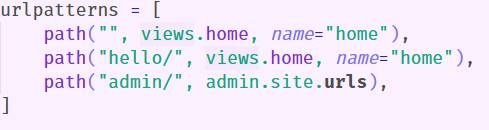 urlpatterns = [
    path("", views.home, name="home"),
    path("hello/", views.home, name="home"),
    path("admin/", admin.site.urls),
]